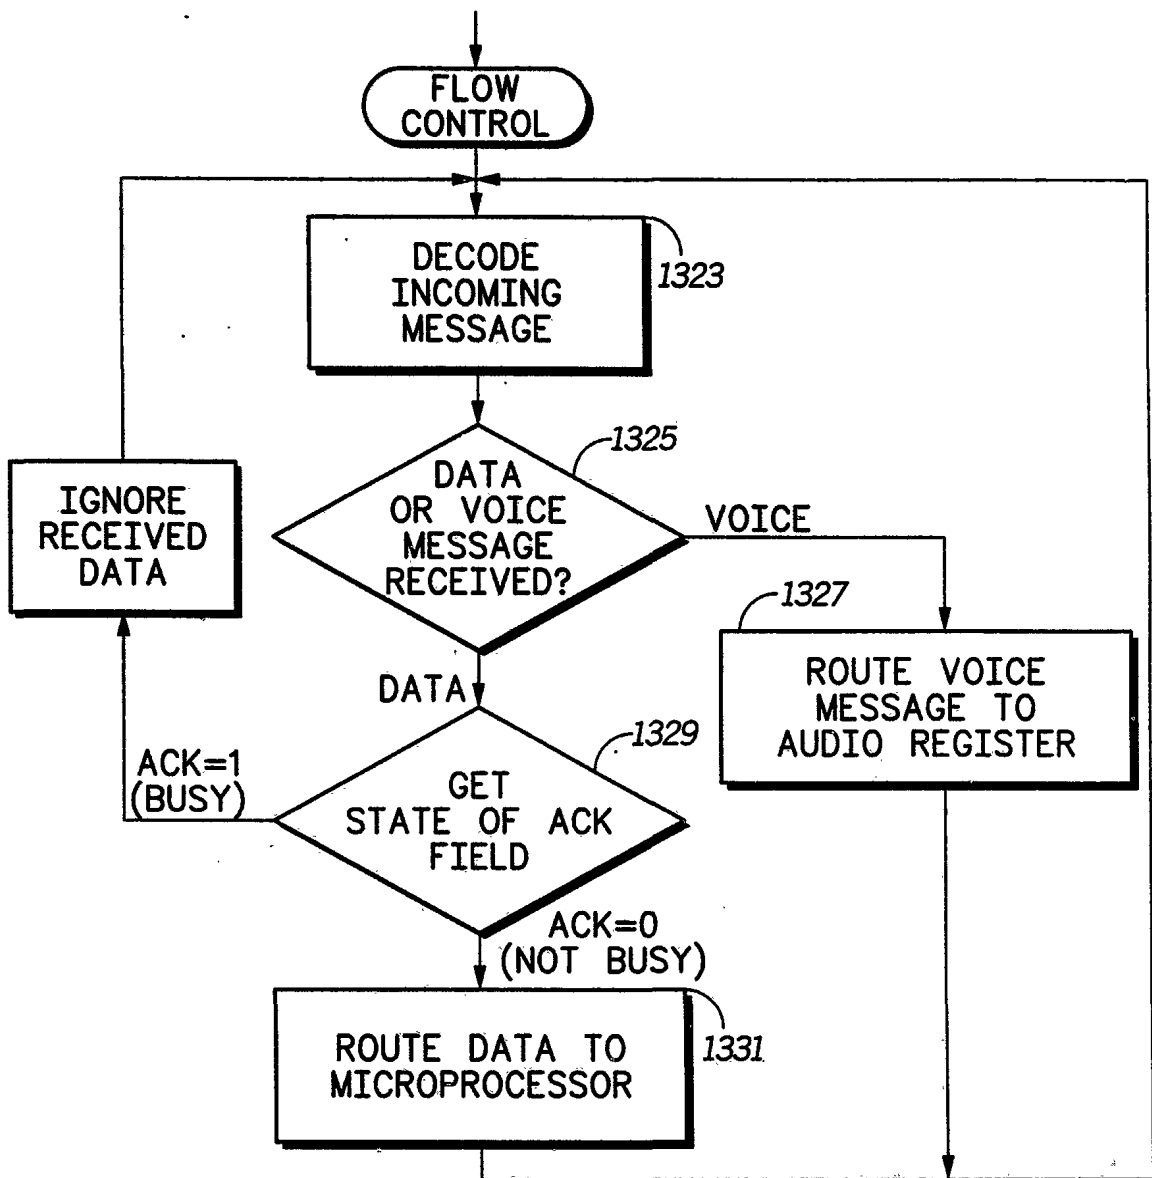 FLOW
CONTROL
DECODE
INCOMING
MESSAGE
1323
1325
DATA
OR VOICE
MESSAGE
RECEIVED?
VOICE
IGNORE
RECEIVED
DATA
1327
ROUTE VOICE
MESSAGE TO
AUDIO REGISTER
DATA
1329
ACK=1
(BUSY)
GET
STATE OF ACK
FIELD
ACK=0
(NOT BUSY)
ROUTE DATA TO
MICROPROCESSOR
1331